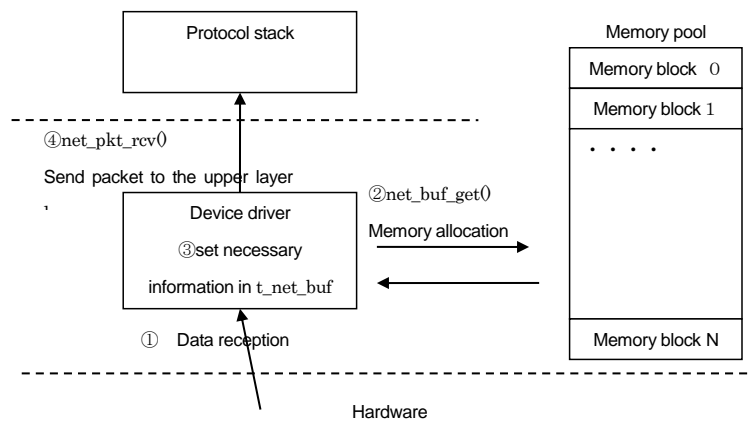 Protocol stack
Memory pool
Memory block 0
Memory block 1
・・・・
④net_pkt_rcv()
Send packet to the upper layer
②net_buf_get()
Memory allocation
Device driver
③set necessary
information in t_net_buf
① Data reception
Memory block N
Hardware